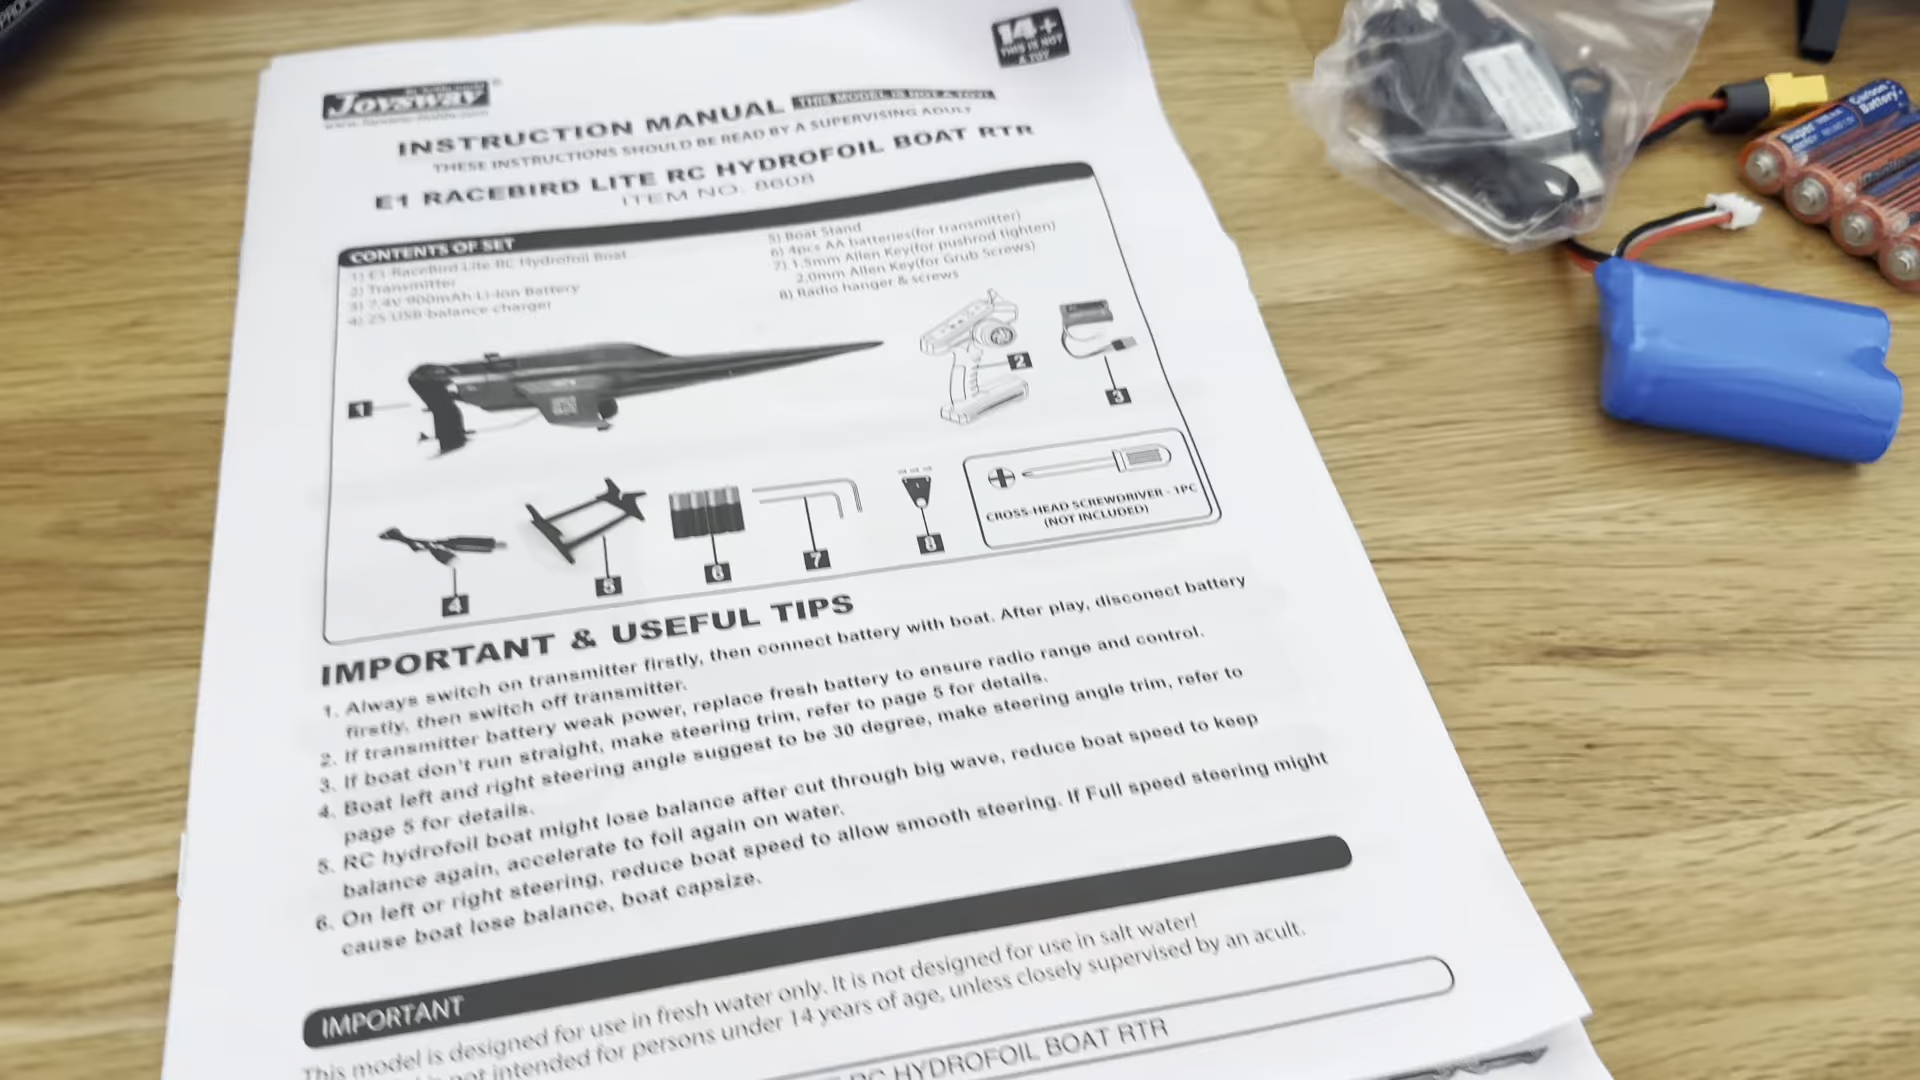 14+
THIS IS NOT
A TOY
Joysway
INSTRUCTION MANUAL THIS MODEL IS NOT A TOY!
THESE INSTRUCTIONS SHOULD BE READ BY A SUPERVISING ADULT
E1 RACEBIRD LITE RC HYDROFOIL BOAT RTR
ITEM NO. 8608
CONTENTS OF SET
1) E1 RaceBird Lite RC Hydrofoil Boat
2) Transmitter
3) 7.4V 900mAh Li-Ion Battery
4) 2S USB balance charger
5) Boat Stand
6) 4pcs AA batteries(for transmitter)
7) 1.5mm Allen Key(for pushrod tighten)
2.0mm Allen Key(for Grub Screws)
8) Radio hanger & screws
1
2
3
4
5
6
7
8
CROSS-HEAD SCREWDRIVER - 1PC
(NOT INCLUDED)
IMPORTANT & USEFUL TIPS
1. Always switch on transmitter firstly, then connect battery with boat. After play, disconect battery
firstly, then switch off transmitter.
2. If transmitter battery weak power, replace fresh battery to ensure radio range and control.
3. If boat don't run straight, make steering trim, refer to page 5 for details.
4. Boat left and right steering angle suggest to be 30 degree, make steering angle trim, refer to
page 5 for details.
5. RC hydrofoil boat might lose balance after cut through big wave, reduce boat speed to keep
balance again, accelerate to foil again on water.
6. On left or right steering, reduce boat speed to allow smooth steering. If Full speed steering might
cause boat lose balance, boat capsize.
IMPORTANT
This model is designed for use in fresh water only. It is not designed for use in salt water!
not intended for persons under 14 years of age, unless closely supervised by an acult.
RC HYDROFOIL BOAT RTR
Super
Carbon
Battery